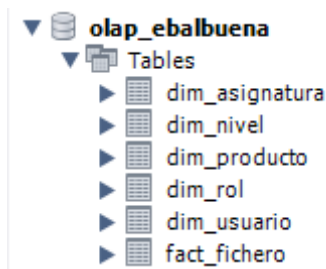 olap_ebalbuena
Tables
dim_asignatura
dim_nivel
dim_producto
dim_rol
dim_usuario
fact_fichero